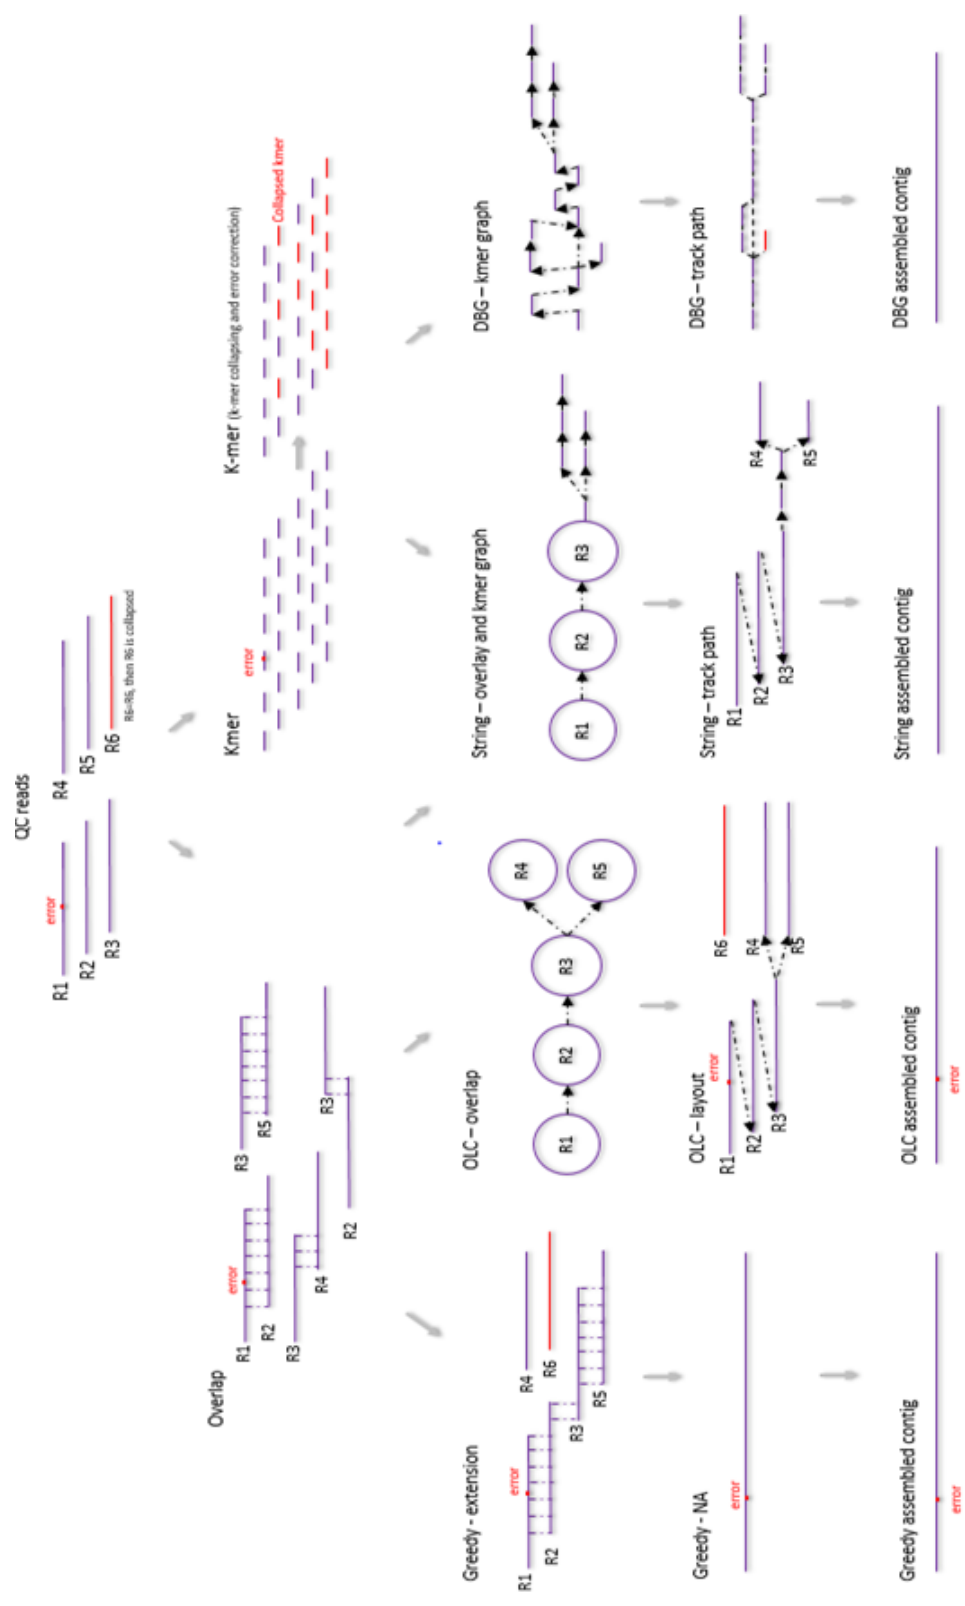 QC reads
error
R1
R2
R3
R4
R5
R6
R6=R6, then R6 is collapsed
Overlap
error
R1
R2
R3
R5
R3
R4
R3
R2
Kmer
error
K-mer (k-mer collapsing and error correction)
Collapsed kmer
Greedy - extension
error
R1
R2
R3
R4
R6
R5
OLC – overlap
R1
R2
R3
R4
R5
String – overlay and kmer graph
R1
R2
R3
DBG – kmer graph
Greedy - NA
error
OLC – layout
error
R1
R2
R3
R6
R4
R5
String – track path
R1
R2
R3
R4
R5
DBG – track path
Greedy assembled contig
error
OLC assembled contig
error
String assembled contig
DBG assembled contig